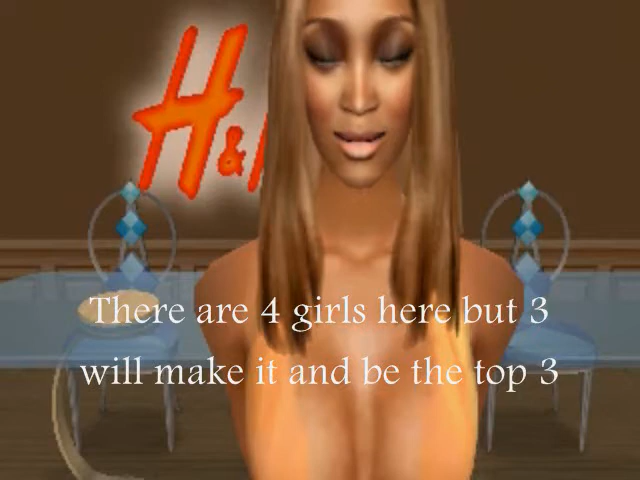 H&
There are 4 girls here but 3
will make it and be the top 3